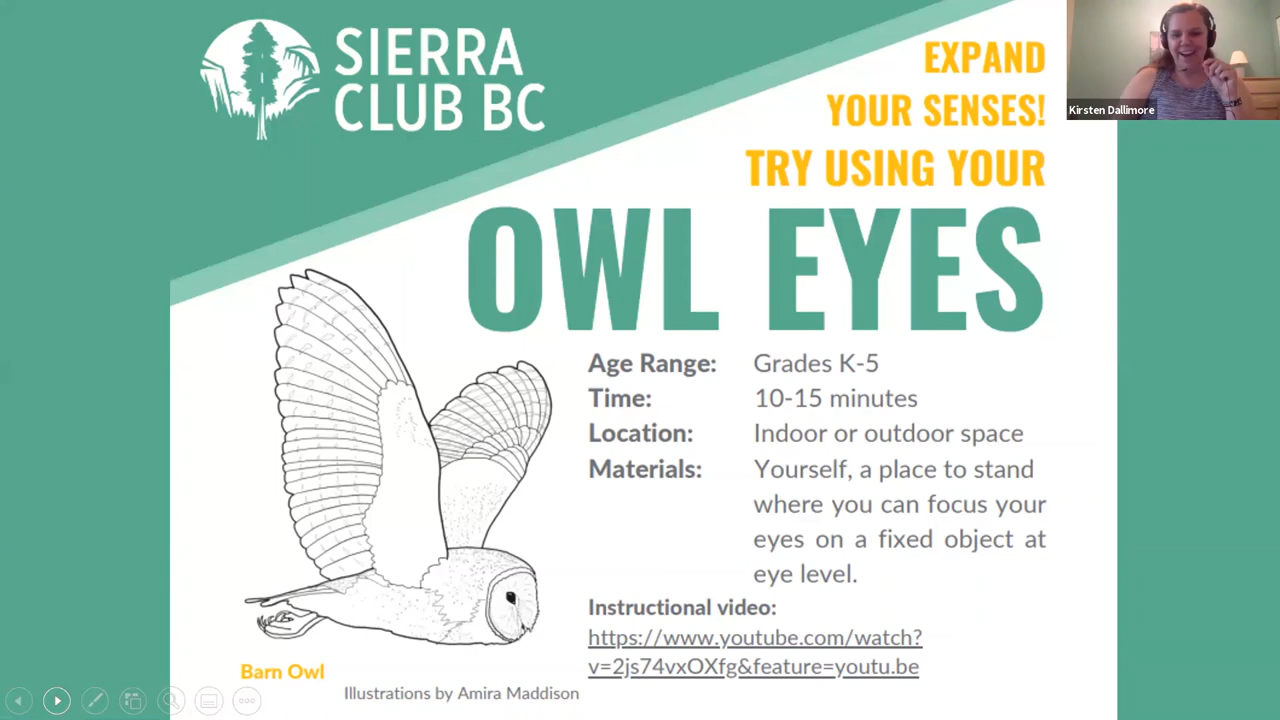 SIERRA
CLUB BC
EXPAND
YOUR SENSES!
TRY USING YOUR
OWL EYES
Kirsten Dallimore
Age Range: Grades K-5
Time: 10-15 minutes
Location: Indoor or outdoor space
Materials: Yourself, a place to stand
where you can focus your
eyes on a fixed object at
eye level.
Instructional video:
https://www.youtube.com/watch?
v=2js74vxOXfg&feature=youtu.be
Barn Owl
Illustrations by Amira Maddison